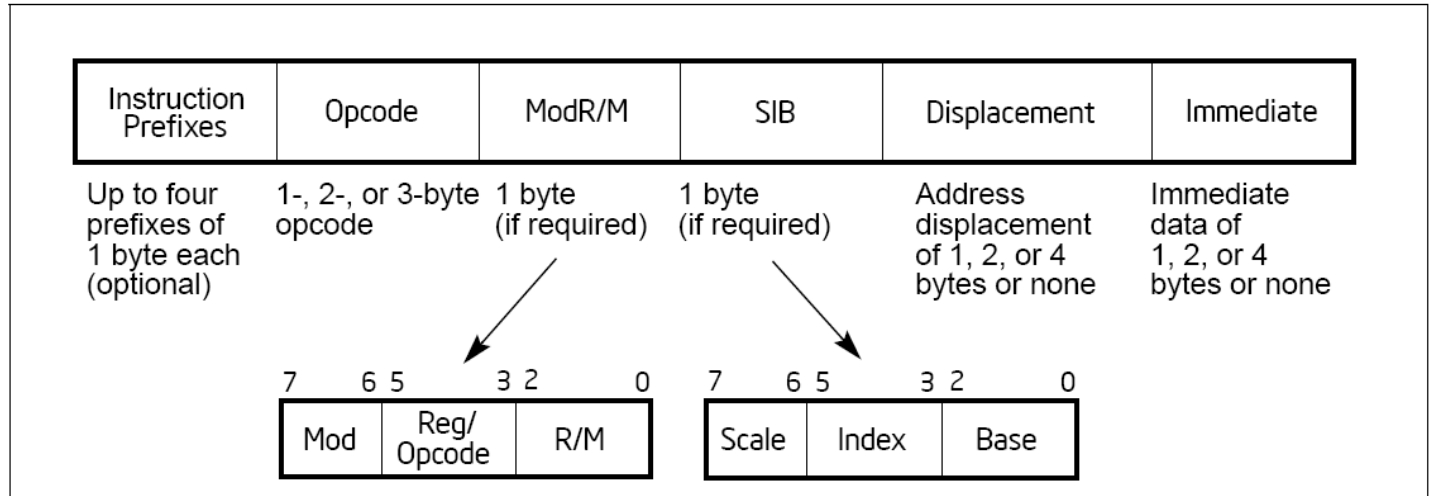 Instruction
Prefixes
Opcode
ModR/M
SIB
Displacement
Immediate
Up to four
prefixes of
1 byte each
(optional)
1-, 2-, or 3-byte
opcode
1 byte
(if required)
1 byte
(if required)
Address
displacement
of 1, 2, or 4
bytes or none
Immediate
data of
1, 2, or 4
bytes or none
7 6 5 3 2 0
Mod
Reg/
Opcode
R/M
7 6 5 3 2 0
Scale
Index
Base